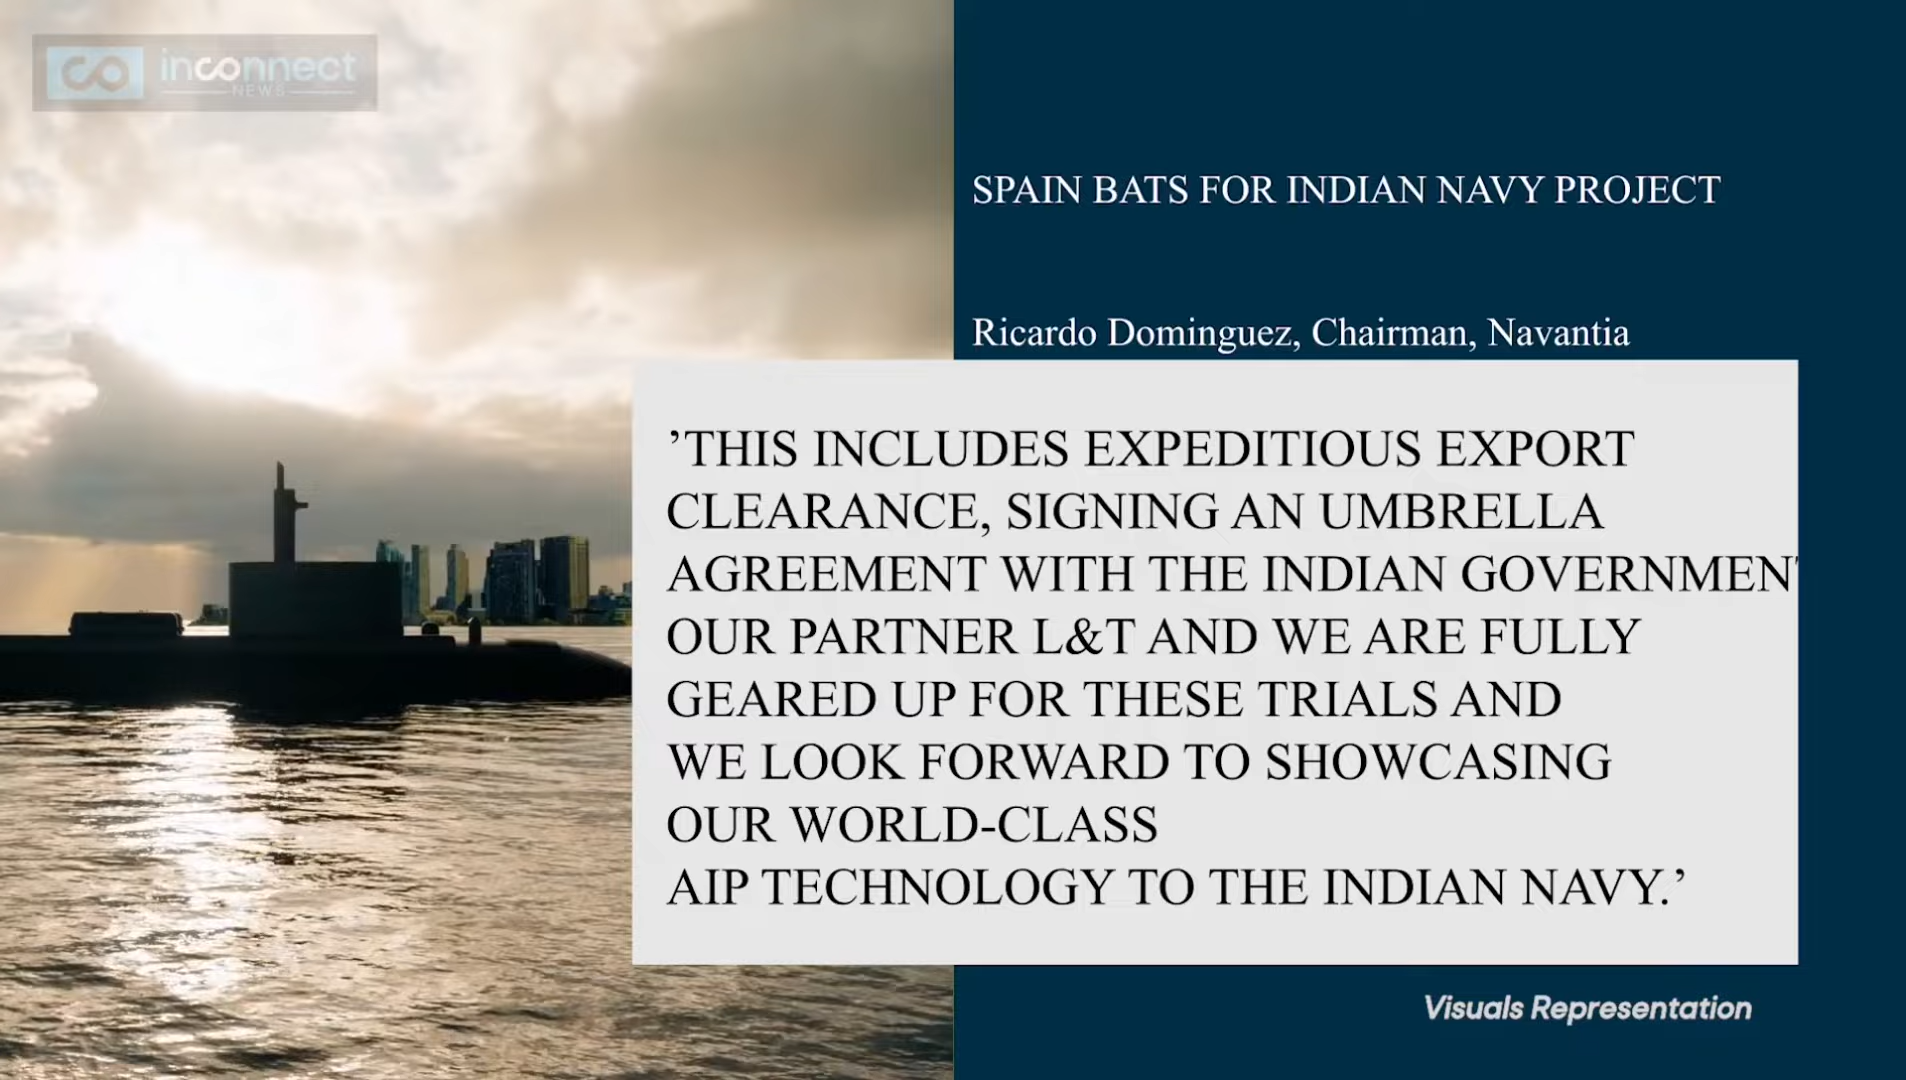 inconnect
NEWS
SPAIN BATS FOR INDIAN NAVY PROJECT
Ricardo Dominguez, Chairman, Navantia
’THIS INCLUDES EXPEDITIOUS EXPORT
CLEARANCE, SIGNING AN UMBRELLA
AGREEMENT WITH THE INDIAN GOVERNMENT
OUR PARTNER L&T AND WE ARE FULLY
GEARED UP FOR THESE TRIALS AND
WE LOOK FORWARD TO SHOWCASING
OUR WORLD-CLASS
AIP TECHNOLOGY TO THE INDIAN NAVY.’
Visuals Representation